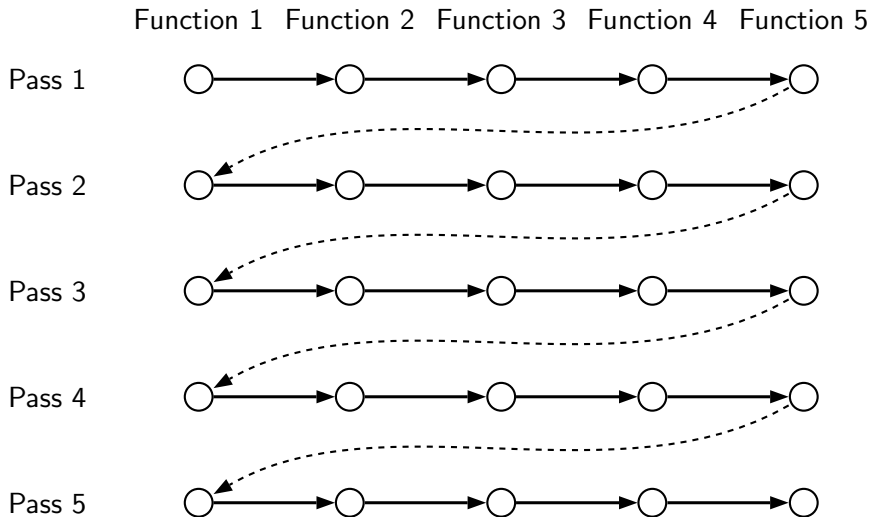 Function 1 Function 2 Function 3 Function 4 Function 5
Pass 1
Pass 2
Pass 3
Pass 4
Pass 5